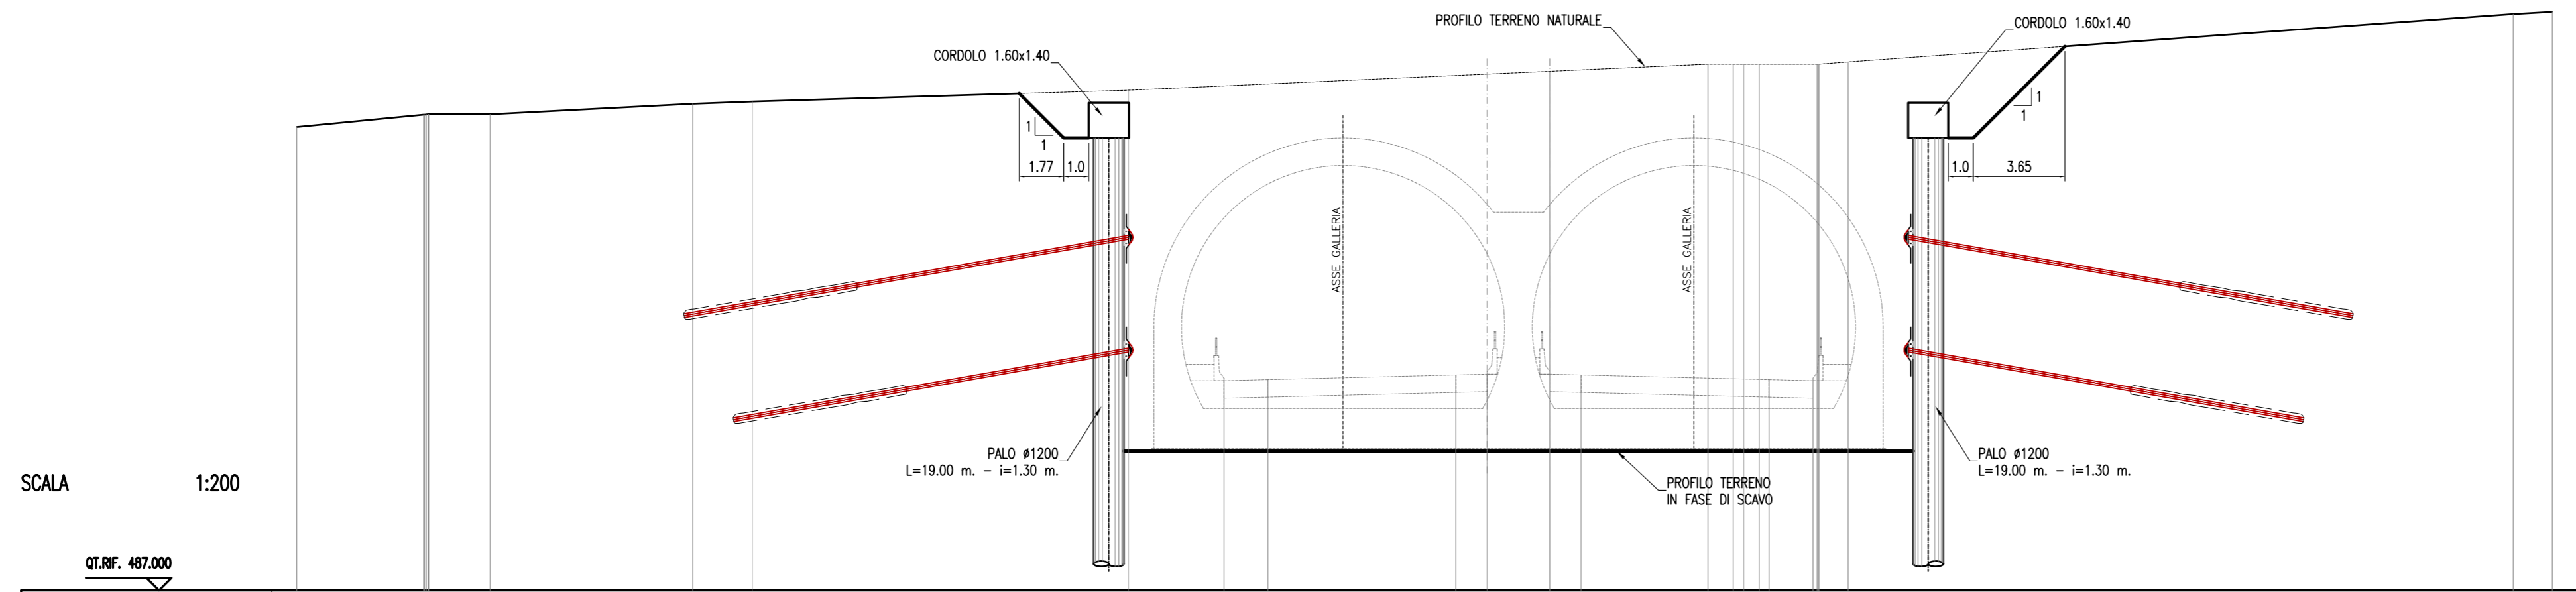 PROFILO TERRENO NATURALE
CORDOLO 1.60x1.40
CORDOLO 1.60x1.40
1
1
1.77
1.0
1
1
1.0
3.65
ASSE GALLERIA
ASSE GALLERIA
PALO ø1200
L=19.00 m. – i=1.30 m.
PALO ø1200
L=19.00 m. – i=1.30 m.
PROFILO TERRENO
IN FASE DI SCAVO
SCALA 1:200
QT.RIF. 487.000